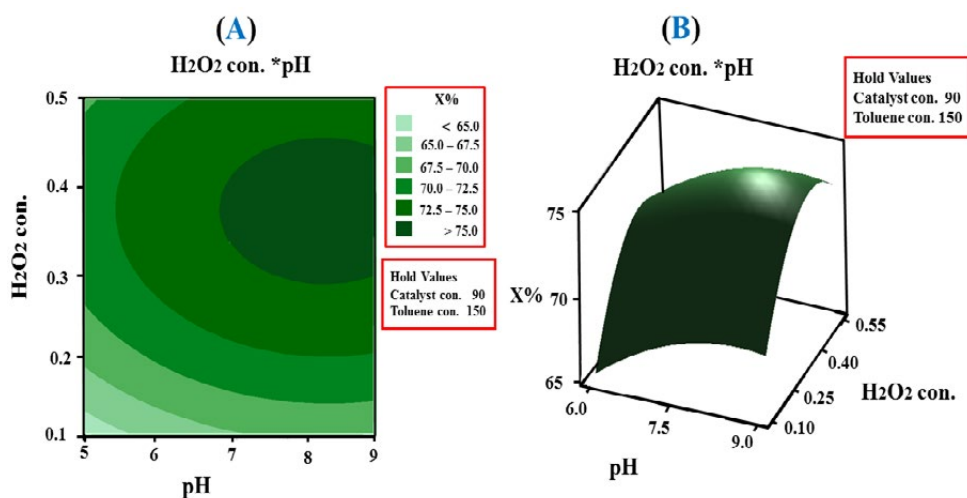 (A)
H2O2 con. *pH
H2O2 con.
0.5
0.4
0.3
0.2
0.1
5 6 7 8 9
pH
X%
< 65.0
65.0 – 67.5
67.5 – 70.0
70.0 – 72.5
72.5 – 75.0
> 75.0
Hold Values
Catalyst con. 90
Toluene con. 150
(B)
H2O2 con. *pH
Hold Values
Catalyst con. 90
Toluene con. 150
75
X% 70
65
6.0
7.5
9.0
pH
0.55
0.40
0.25
0.10
H2O2 con.